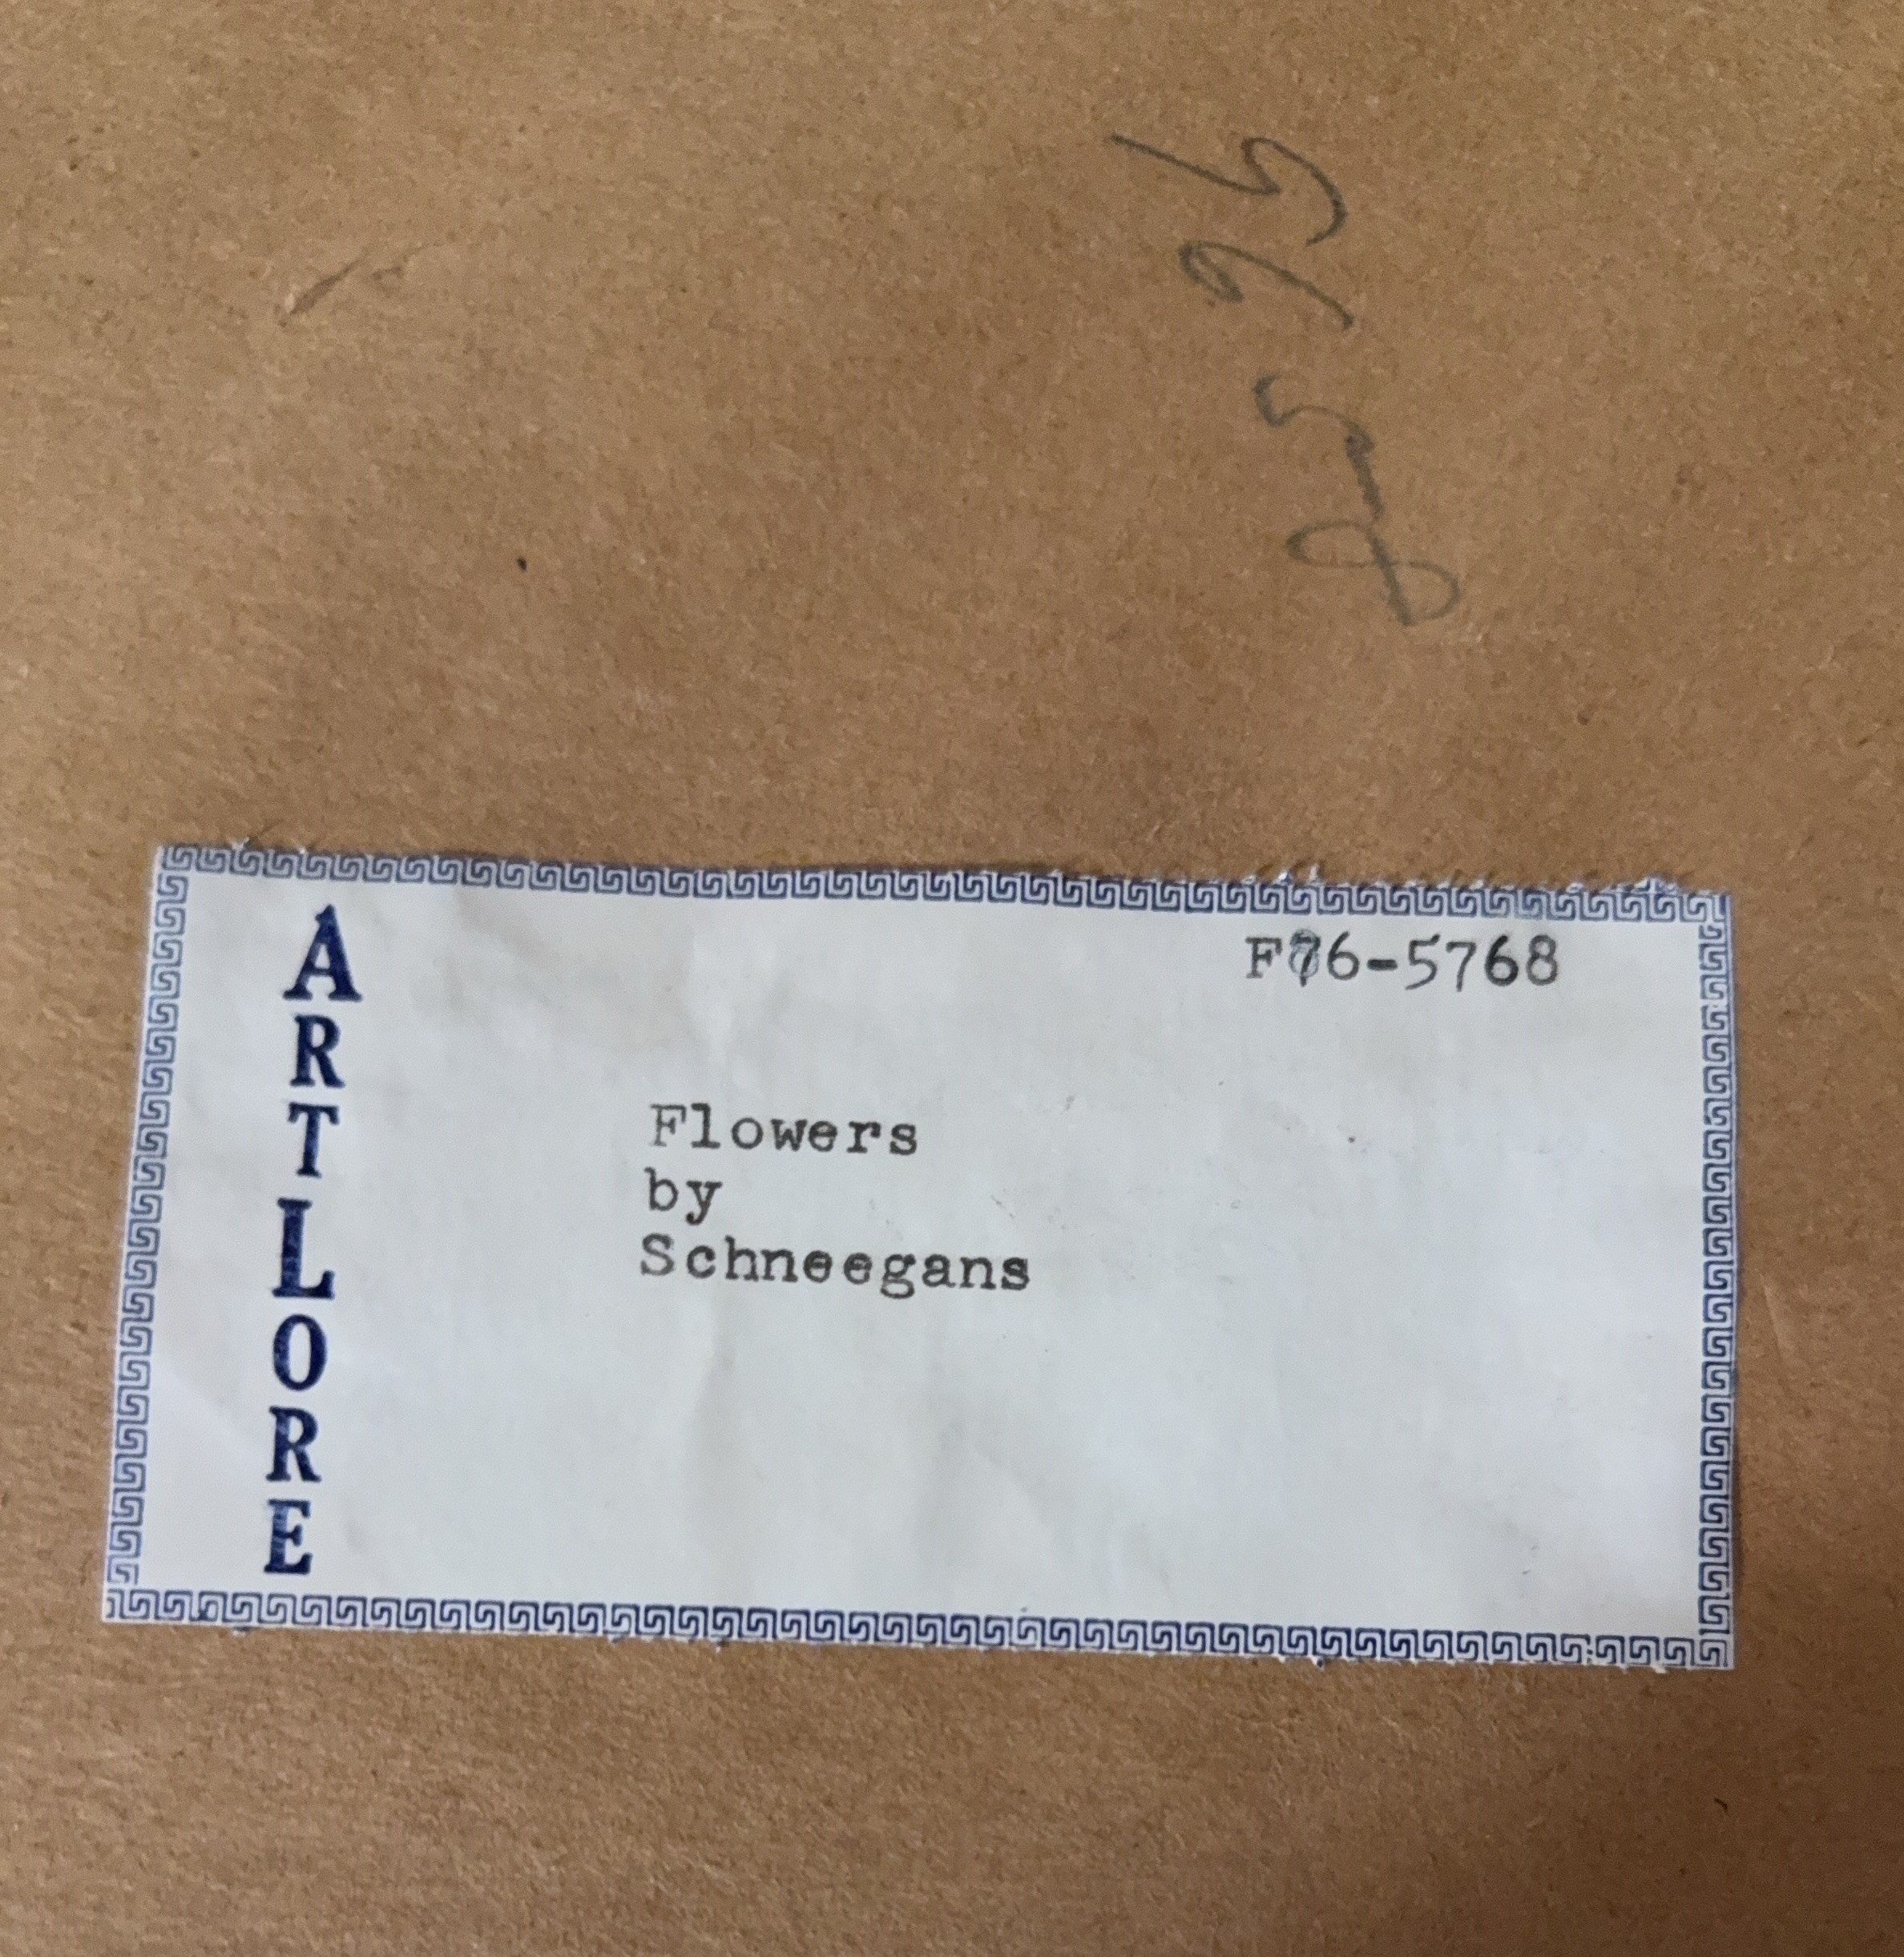 ARTLORE
F76-5768
Flowers
by
Schneegans